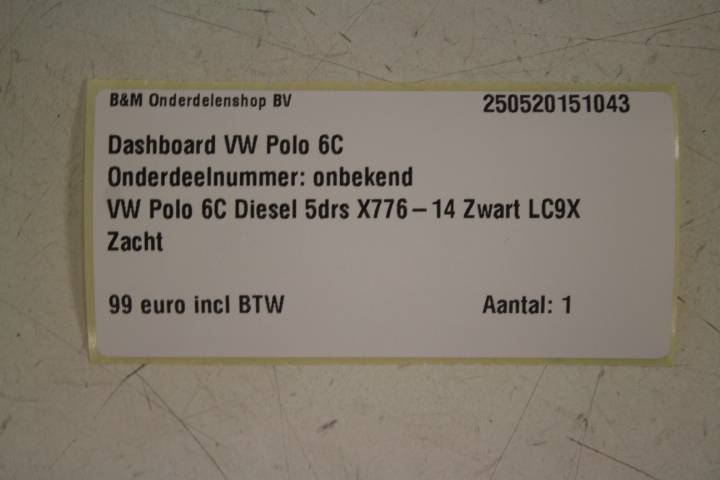 B&M Onderdelenshop BV 250520151043
Dashboard VW Polo 6C
Onderdeelnummer: onbekend
VW Polo 6C Diesel 5drs X776-14 Zwart LC9X
Zacht
99 euro incl BTW Aantal: 1